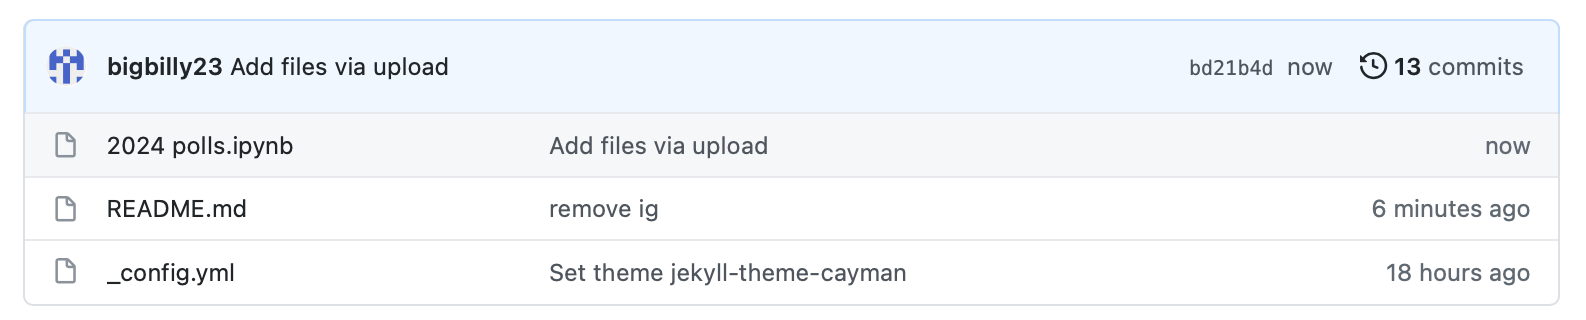 bigbilly23 Add files via upload bd21b4d now 13 commits
2024 polls.ipynb Add files via upload now
README.md remove ig 6 minutes ago
_config.yml Set theme jekyll-theme-cayman 18 hours ago